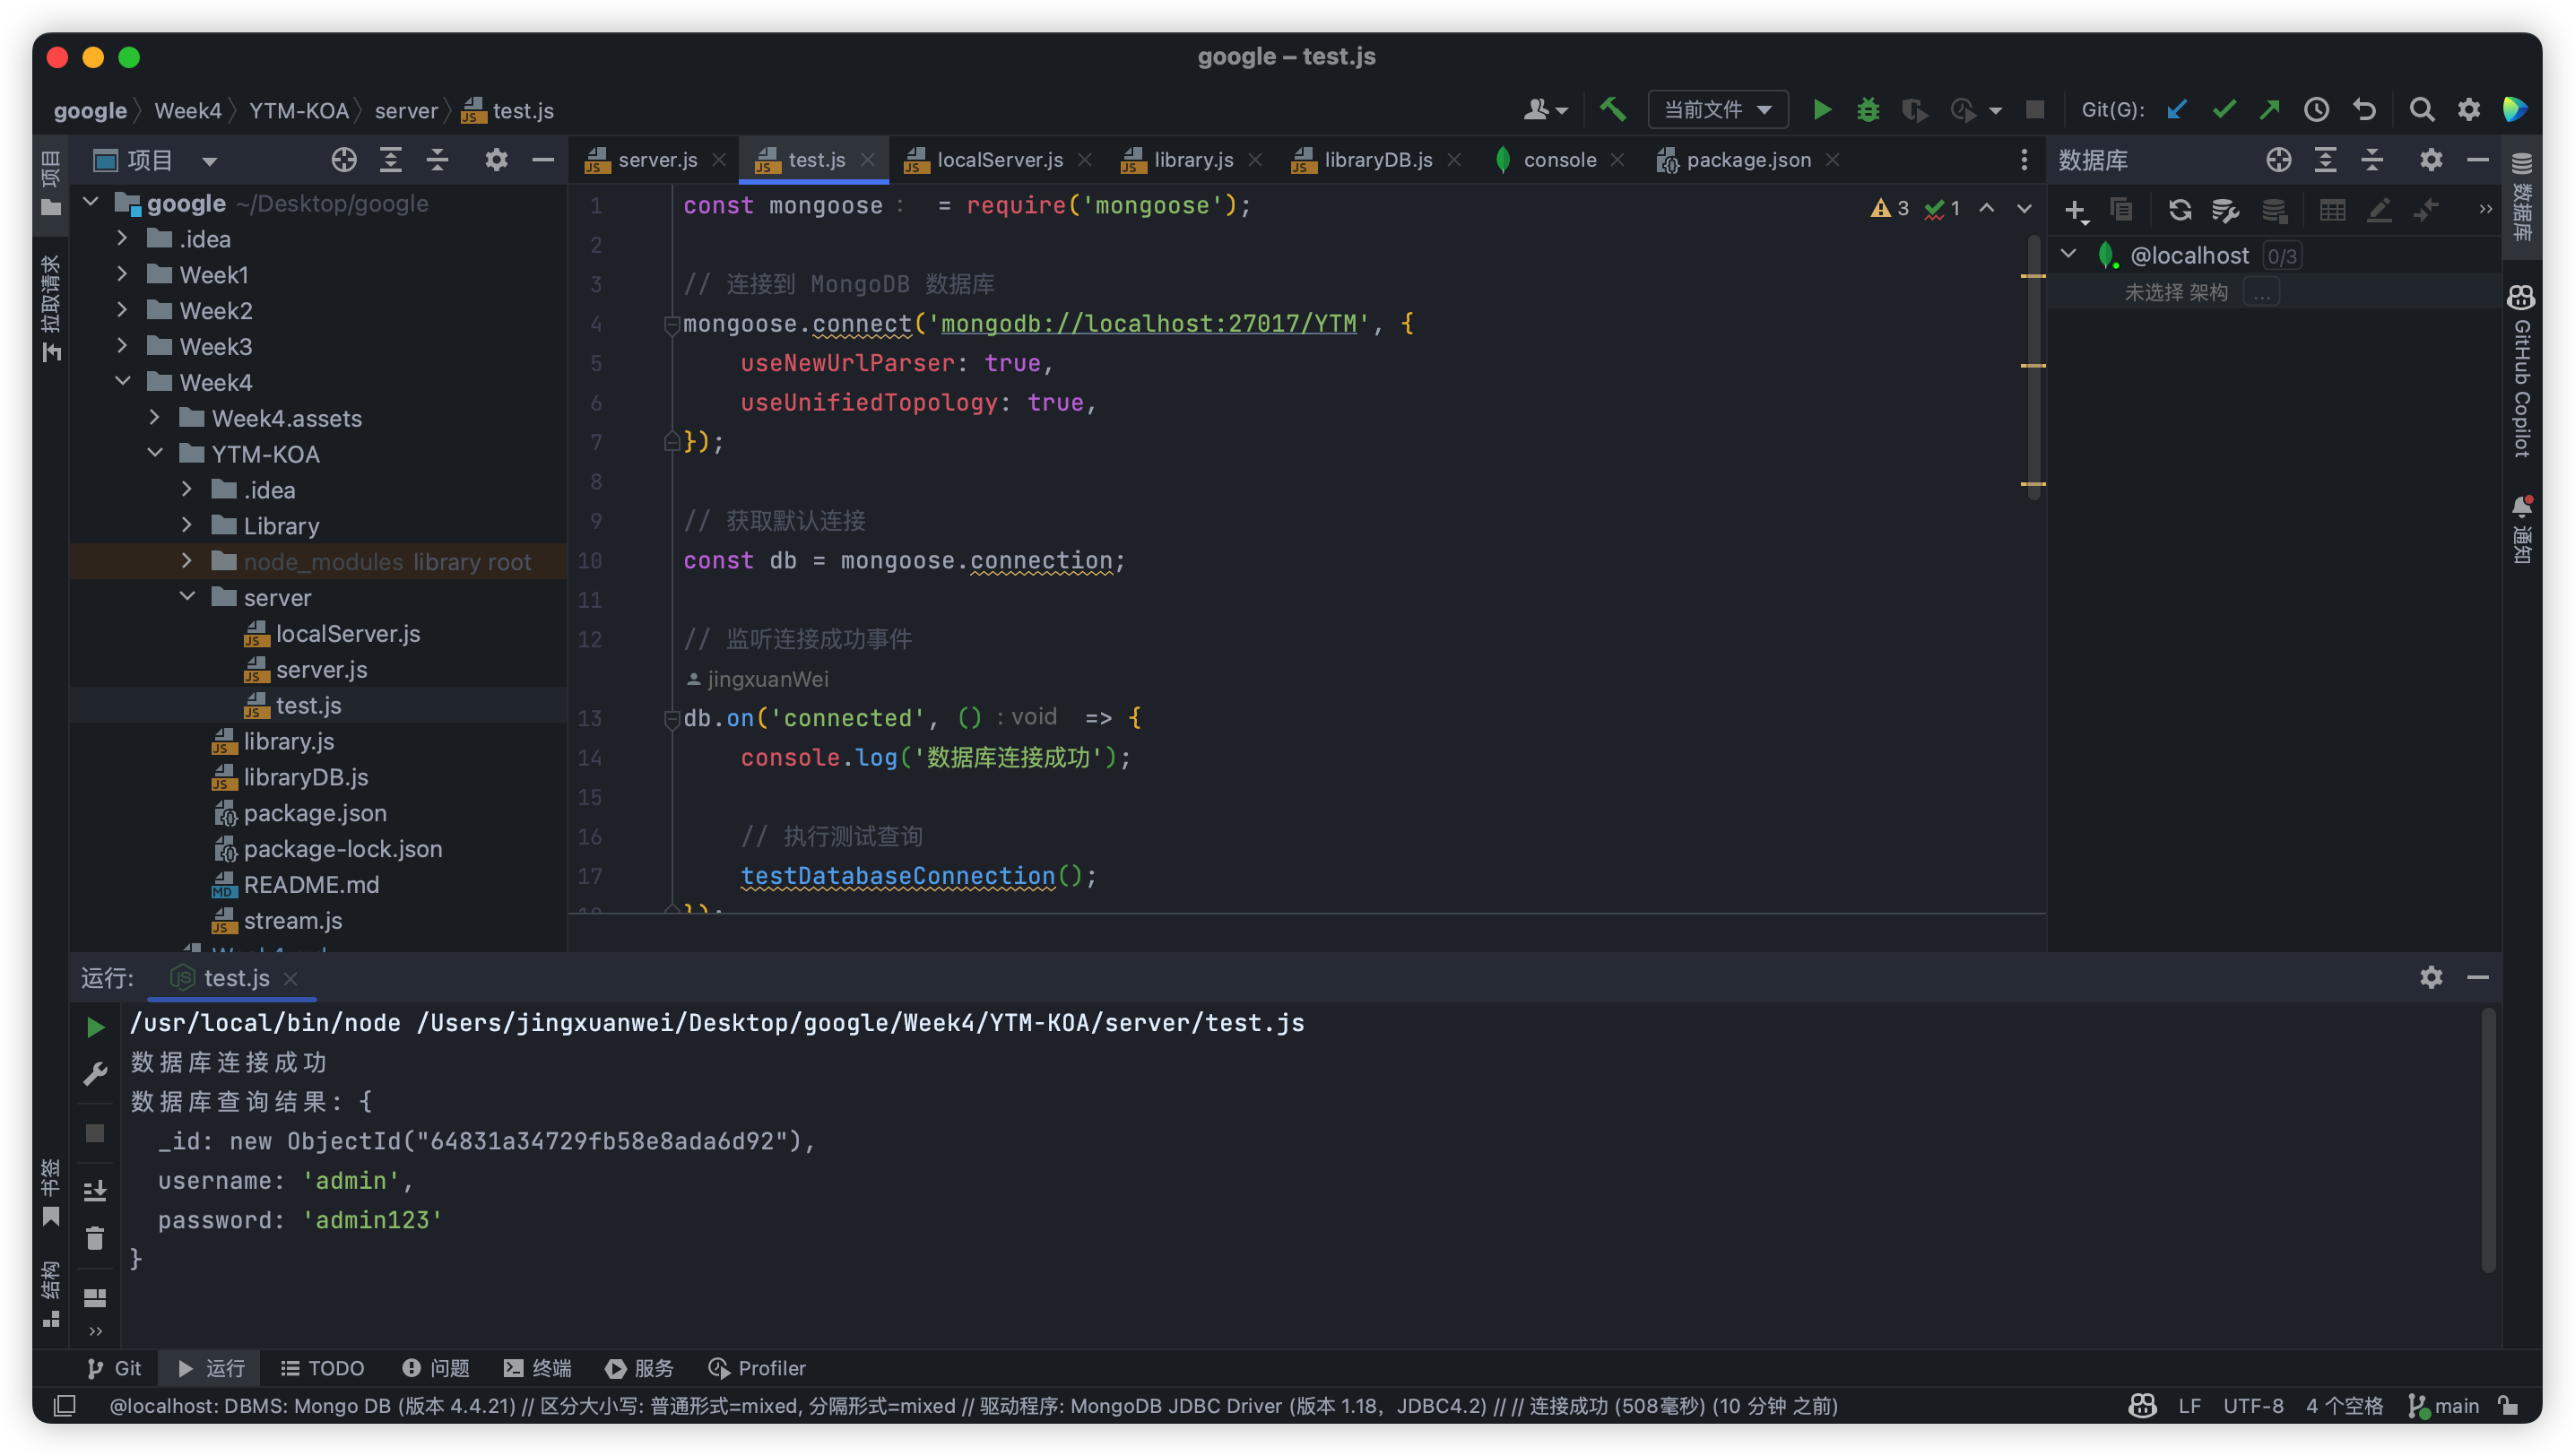 google – test.js
google Week4 YTM-KOA server test.js
当前文件
Git(G):
项目
拉取请求
书签
结构
项目
google ~/Desktop/google
.idea
Week1
Week2
Week3
Week4
Week4.assets
YTM-KOA
.idea
Library
node_modules library root
server
localServer.js
server.js
test.js
library.js
libraryDB.js
package.json
package-lock.json
README.md
stream.js
server.js test.js localServer.js library.js libraryDB.js console package.json
3 1
1 const mongoose : = require('mongoose');
2
3 // 连接到 MongoDB 数据库
4 mongoose.connect('mongodb://localhost:27017/YTM', {
5 useNewUrlParser: true,
6 useUnifiedTopology: true,
7 });
8
9 // 获取默认连接
10 const db = mongoose.connection;
11
12 // 监听连接成功事件
jingxuanWei
13 db.on('connected', () :void => {
14 console.log('数据库连接成功');
15
16 // 执行测试查询
17 testDatabaseConnection();
数据库
@localhost 0/3
未选择 架构 ...
数据库
GitHub Copilot
通知
运行: test.js
/usr/local/bin/node /Users/jingxuanwei/Desktop/google/Week4/YTM-KOA/server/test.js
数据库连接成功
数据库查询结果: {
_id: new ObjectId("64831a34729fb58e8ada6d92"),
username: 'admin',
password: 'admin123'
}
Git 运行 TODO 问题 终端 服务 Profiler
@localhost: DBMS: Mongo DB (版本 4.4.21) // 区分大小写: 普通形式=mixed, 分隔形式=mixed // 驱动程序: MongoDB JDBC Driver (版本 1.18，JDBC4.2) // // 连接成功 (508毫秒) (10 分钟 之前)
LF UTF-8 4 个空格 main